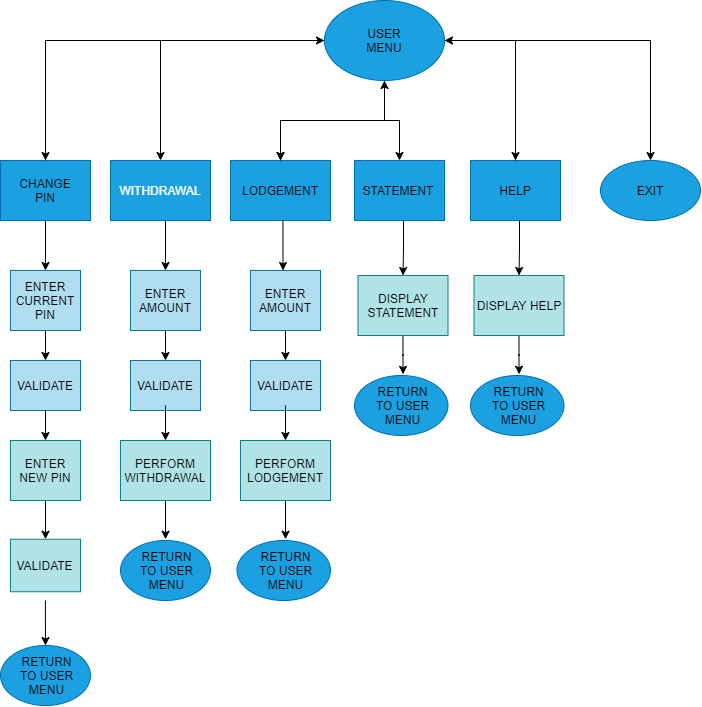 USER
MENU
CHANGE
PIN
WITHDRAWAL
LODGEMENT
STATEMENT
HELP
EXIT
ENTER
CURRENT
PIN
ENTER
AMOUNT
ENTER
AMOUNT
DISPLAY
STATEMENT
DISPLAY HELP
VALIDATE
VALIDATE
VALIDATE
RETURN
TO USER
MENU
RETURN
TO USER
MENU
ENTER
NEW PIN
PERFORM
WITHDRAWAL
PERFORM
LODGEMENT
VALIDATE
RETURN
TO USER
MENU
RETURN
TO USER
MENU
RETURN
TO USER
MENU